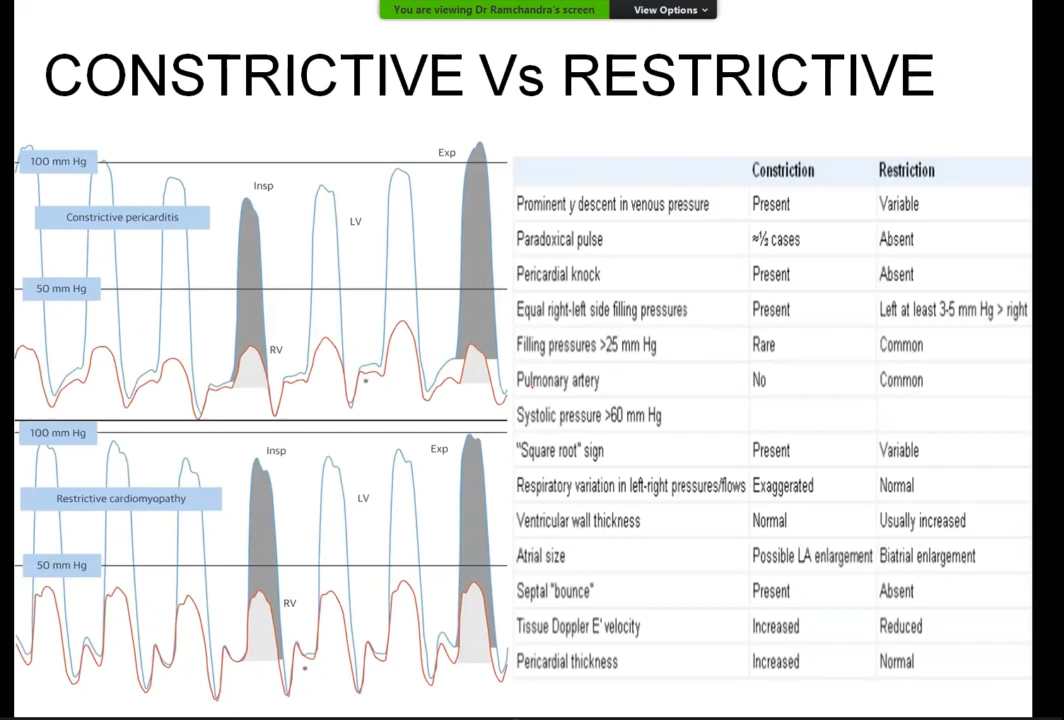 You are viewing Dr Ramchandra's screen
View Options
CONSTRICTIVE Vs RESTRICTIVE
100 mm Hg
Constrictive pericarditis
50 mm Hg
Insp
LV
RV
Exp
*
100 mm Hg
Restrictive cardiomyopathy
50 mm Hg
Insp
LV
RV
Exp
*
Constriction Restriction
Prominent y descent in venous pressure Present Variable
Paradoxical pulse ≈½ cases Absent
Pericardial knock Present Absent
Equal right-left side filling pressures Present Left at least 3-5 mm Hg > right
Filling pressures >25 mm Hg Rare Common
Pulmonary artery No Common
Systolic pressure >60 mm Hg
"Square root" sign Present Variable
Respiratory variation in left-right pressures/flows Exaggerated Normal
Ventricular wall thickness Normal Usually increased
Atrial size Possible LA enlargement Biatrial enlargement
Septal "bounce" Present Absent
Tissue Doppler E' velocity Increased Reduced
Pericardial thickness Increased Normal